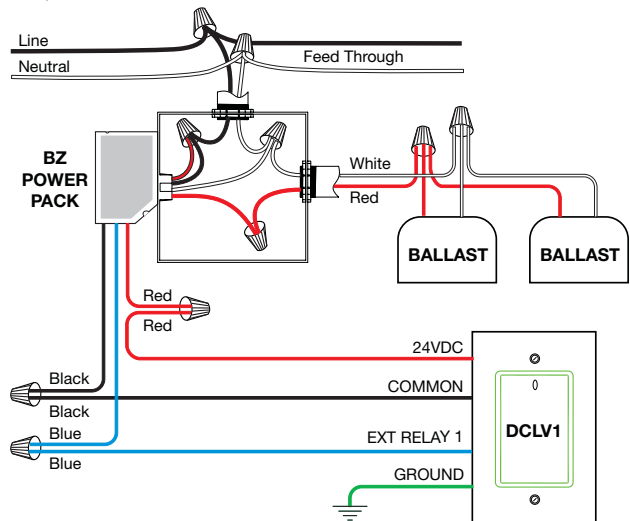 Line
Neutral
Feed Through
BZ
POWER
PACK
White
Red
BALLAST
BALLAST
Red
Red
24VDC
Black
COMMON
Black
Blue
EXT RELAY 1
Blue
GROUND
0
DCLV1